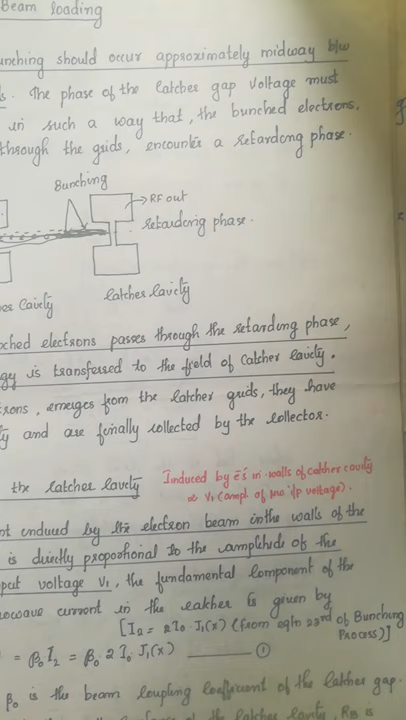 Beam loading
unching should occur approximately midway b/w
s. The phase of the Catcher gap Voltage must
in such a way that, the bunched electrons,
through the grids, encounter a retarding phase.
Bunching
RF out
retarding phase.
Catcher Cavity
ched electrons passes through the retarding phase,
gy is transferred to the field of Catcher Cavity.
rons, emerges from the catcher grids, they have
ty and are finally collected by the collector.
the catcher Cavity
Induced by ēs in walls of catcher cavity
α V1 (ampl of mw i/p voltage).
nt induced by the electron beam in the walls of the
is directly propotional to the amplitude of the
put voltage V1, the fundamental component of the
rowave current in the catcher is given by
[I2 = 2I0 J1(x) (from eqtn 23rd of Bunching Process)]
= β0 I2 = β0 2 I0 J1(x) ——— ①
β0 is the beam coupling coefficient of the catcher gap.
of the Catcher Cavity, RB is